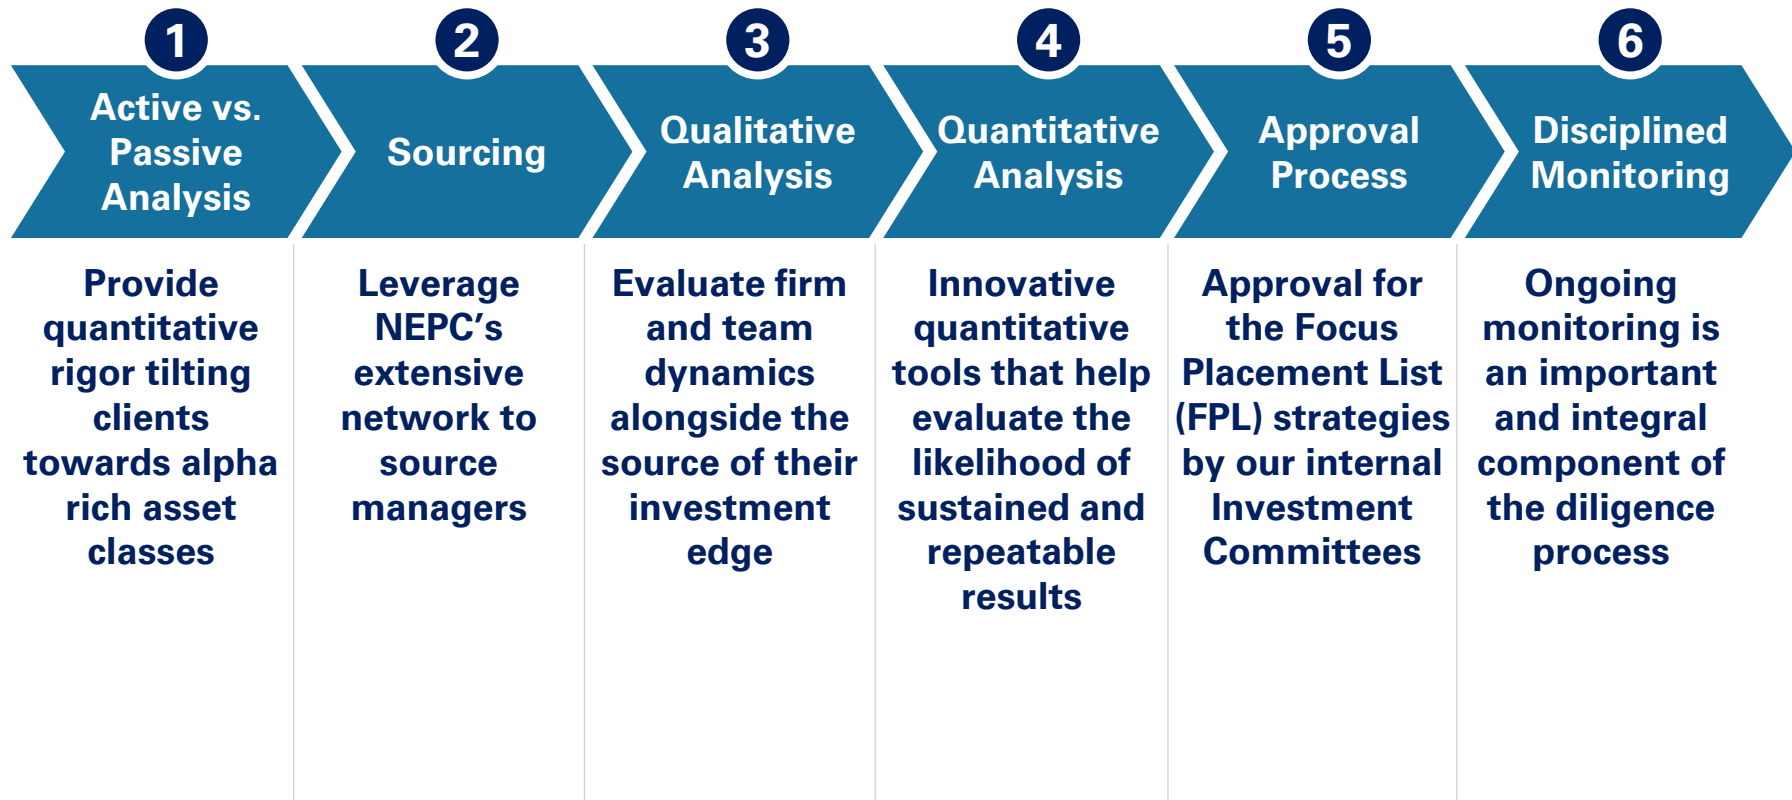 1
Active vs.
Passive
Analysis
Provide
quantitative
rigor tilting
clients
towards alpha
rich asset
classes
2
Sourcing
Leverage
NEPC’s
extensive
network to
source
managers
3
Qualitative
Analysis
Evaluate firm
and team
dynamics
alongside the
source of their
investment
edge
4
Quantitative
Analysis
Innovative
quantitative
tools that help
evaluate the
likelihood of
sustained and
repeatable
results
5
Approval
Process
Approval for
the Focus
Placement List
(FPL) strategies
by our internal
Investment
Committees
6
Disciplined
Monitoring
Ongoing
monitoring is
an important
and integral
component of
the diligence
process